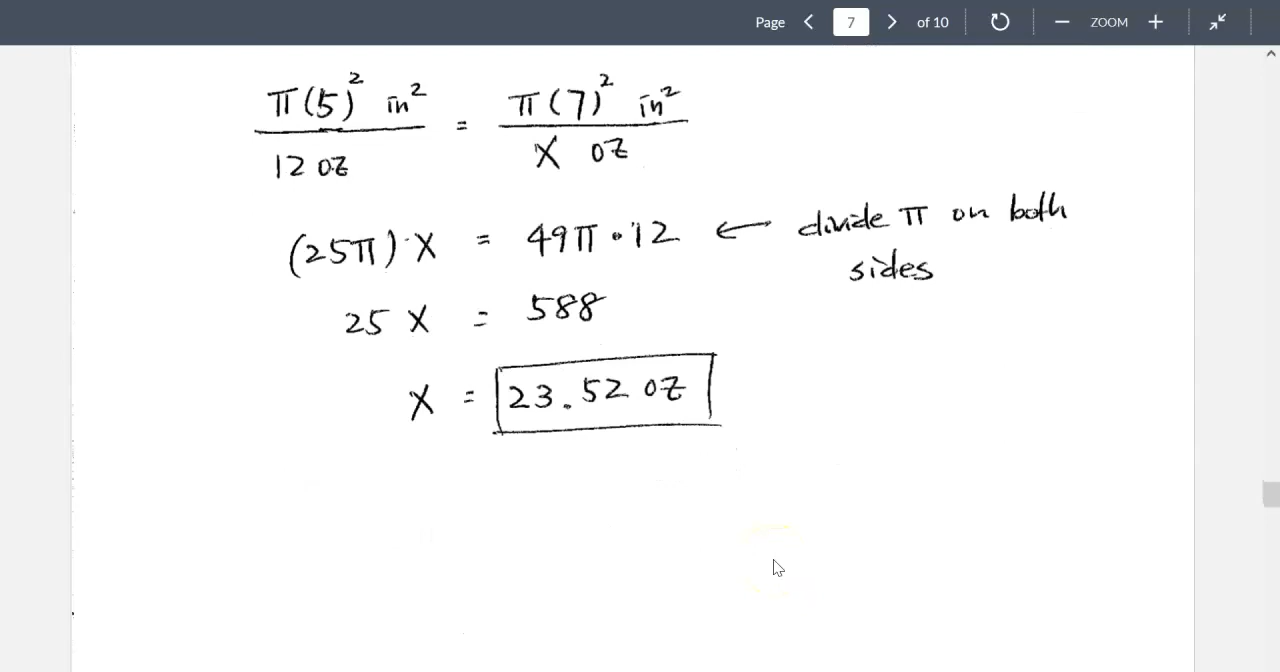 Page 7 of 10 ZOOM
π(5)² in² = π(7)² in²
12 oz X oz
(25π)·X = 49π·12 ← divide π on both
sides
25 X = 588
X = 23.52 oz